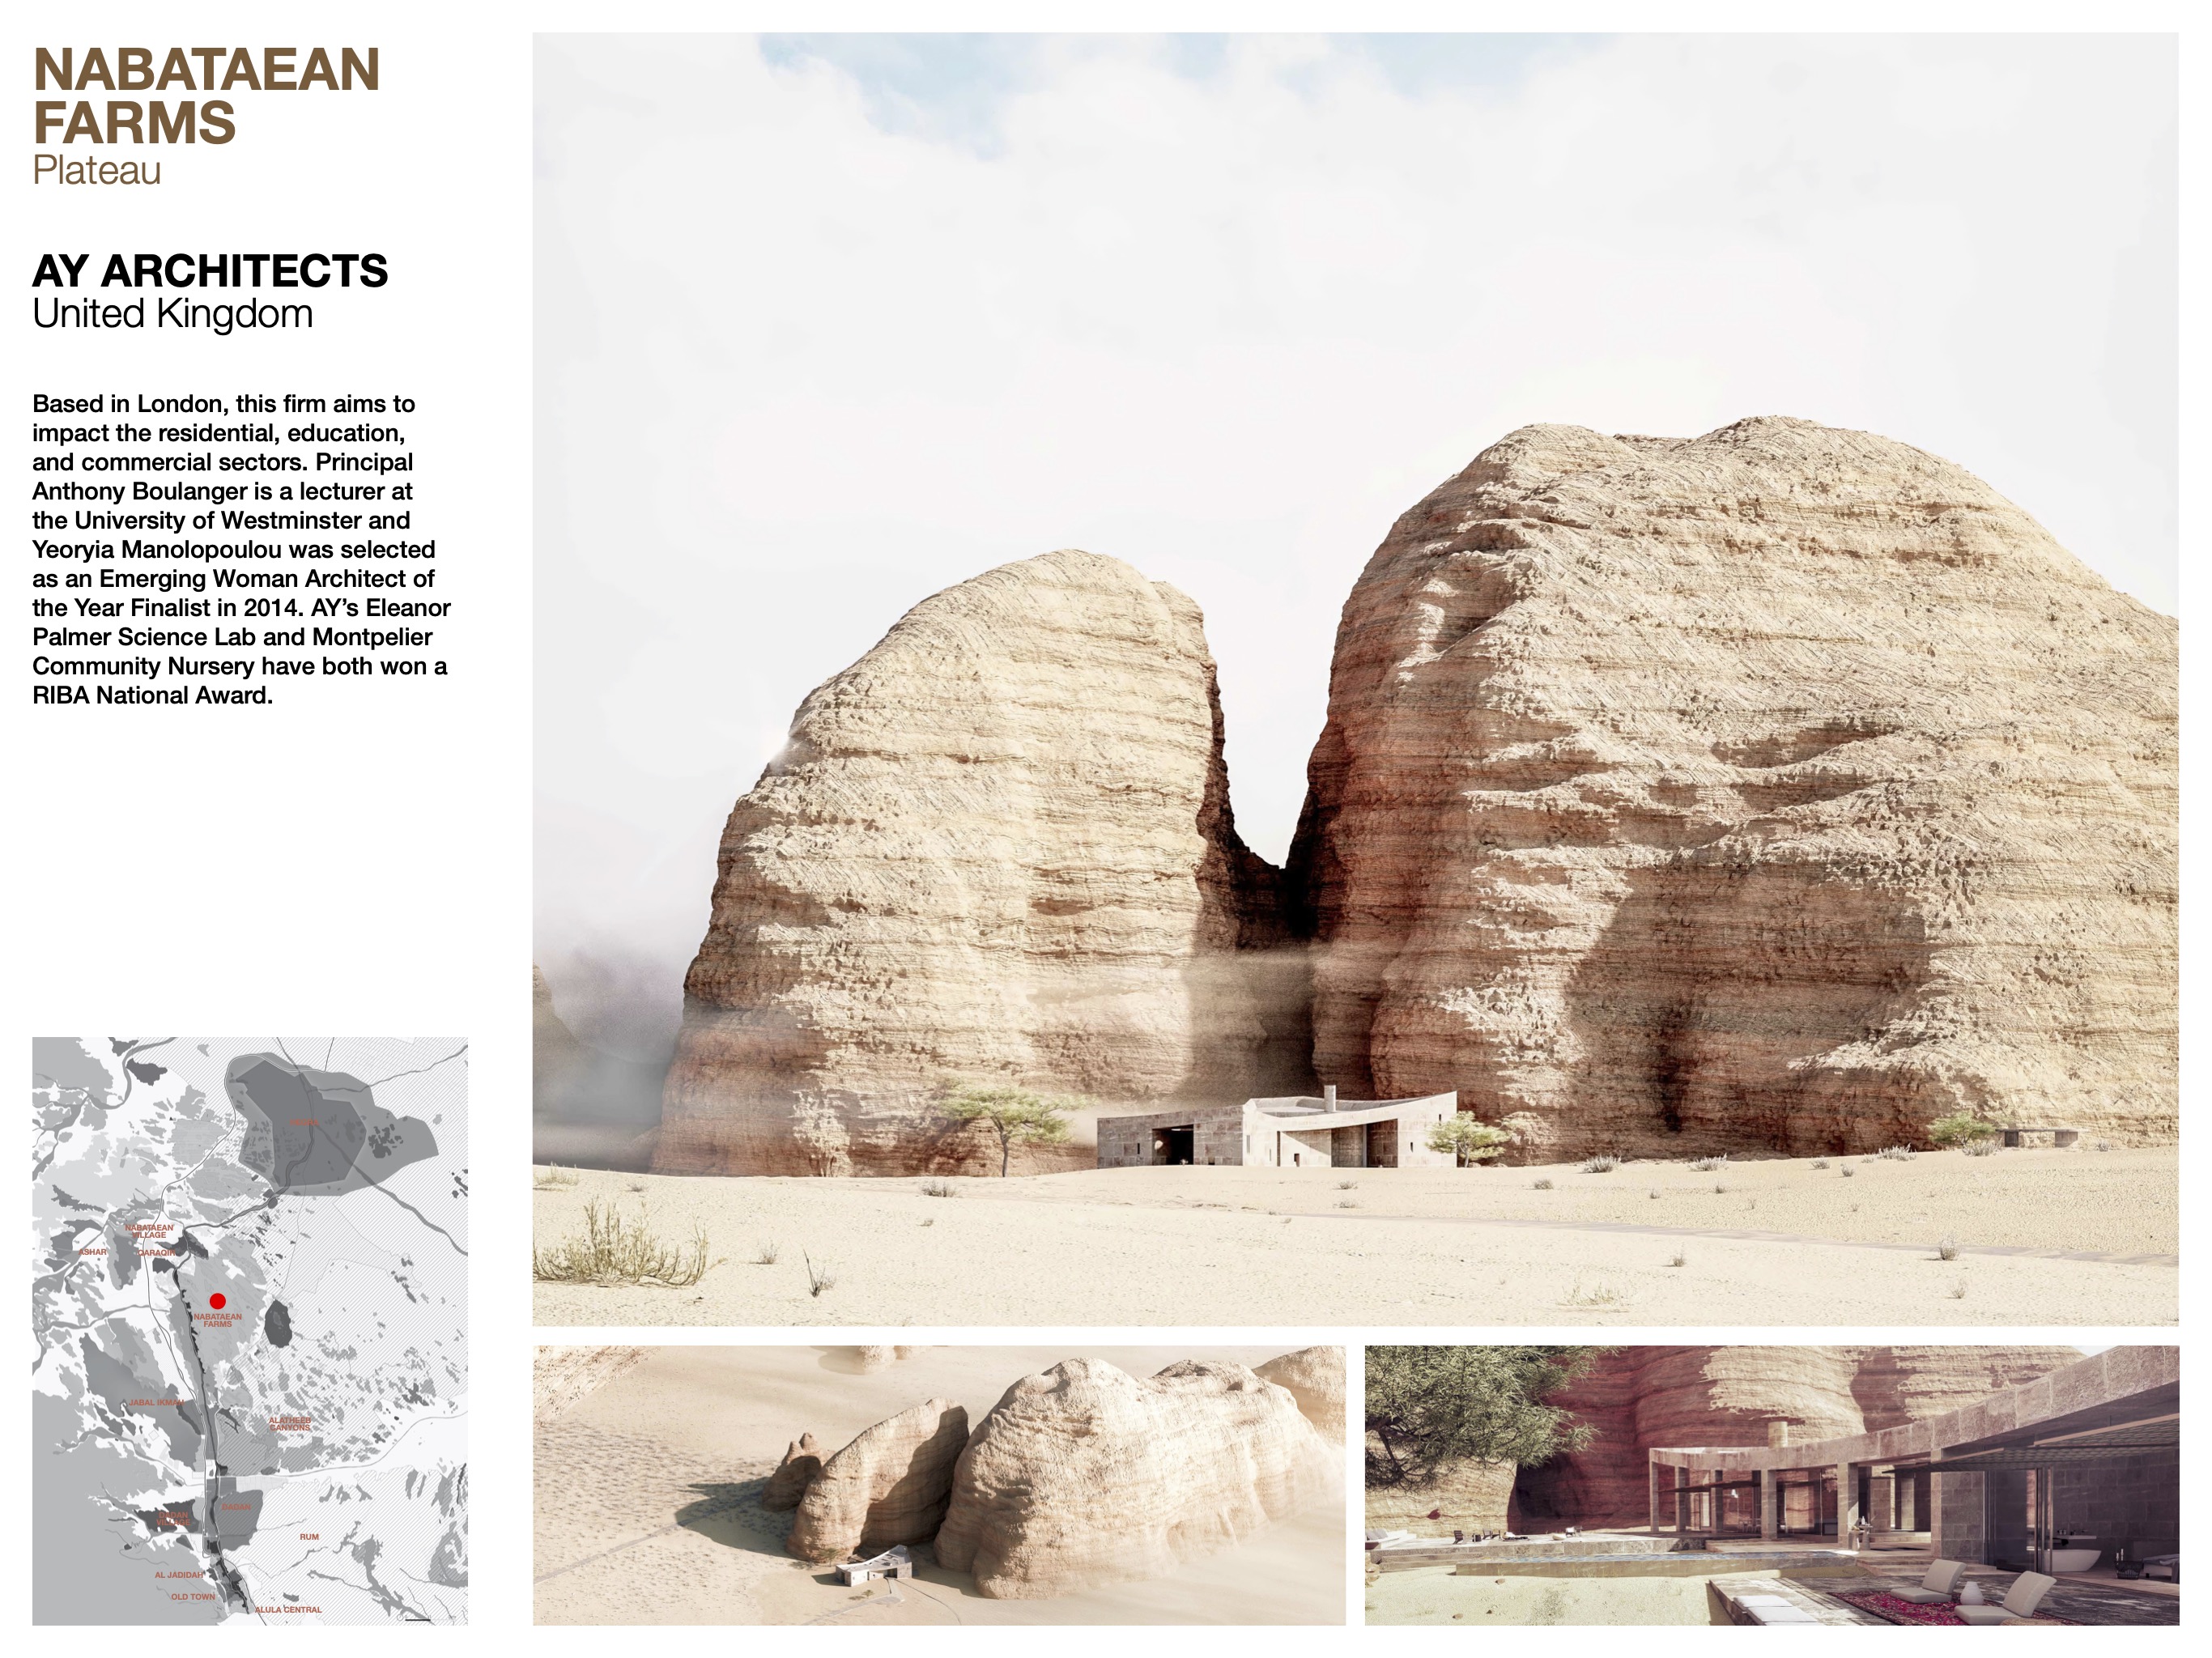 NABATAEAN
FARMS
Plateau
AY ARCHITECTS
United Kingdom
Based in London, this firm aims to
impact the residential, education,
and commercial sectors. Principal
Anthony Boulanger is a lecturer at
the University of Westminster and
Yeoryia Manolopoulou was selected
as an Emerging Woman Architect of
the Year Finalist in 2014. AY’s Eleanor
Palmer Science Lab and Montpelier
Community Nursery have both won a
RIBA National Award.
NABATAEAN
VILLAGE
ASHAR
QARAQIR
NABATAEAN
FARMS
JABAL IKMAH
ALATHEEB
CANYONS
DADAN
RUM
AL JADIDAH
OLD TOWN
ALULA CENTRAL